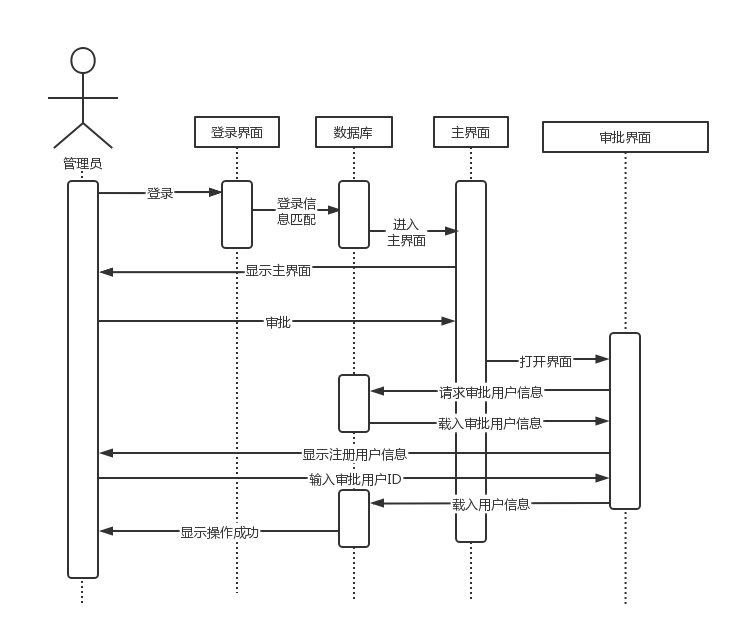 登录界面
数据库
主界面
审批界面
管理员
登录
登录信
息匹配
进入
主界面
显示主界面
审批
打开界面
请求审批用户信息
载入审批用户信息
显示注册用户信息
输入审批用户ID
载入用户信息
显示操作成功